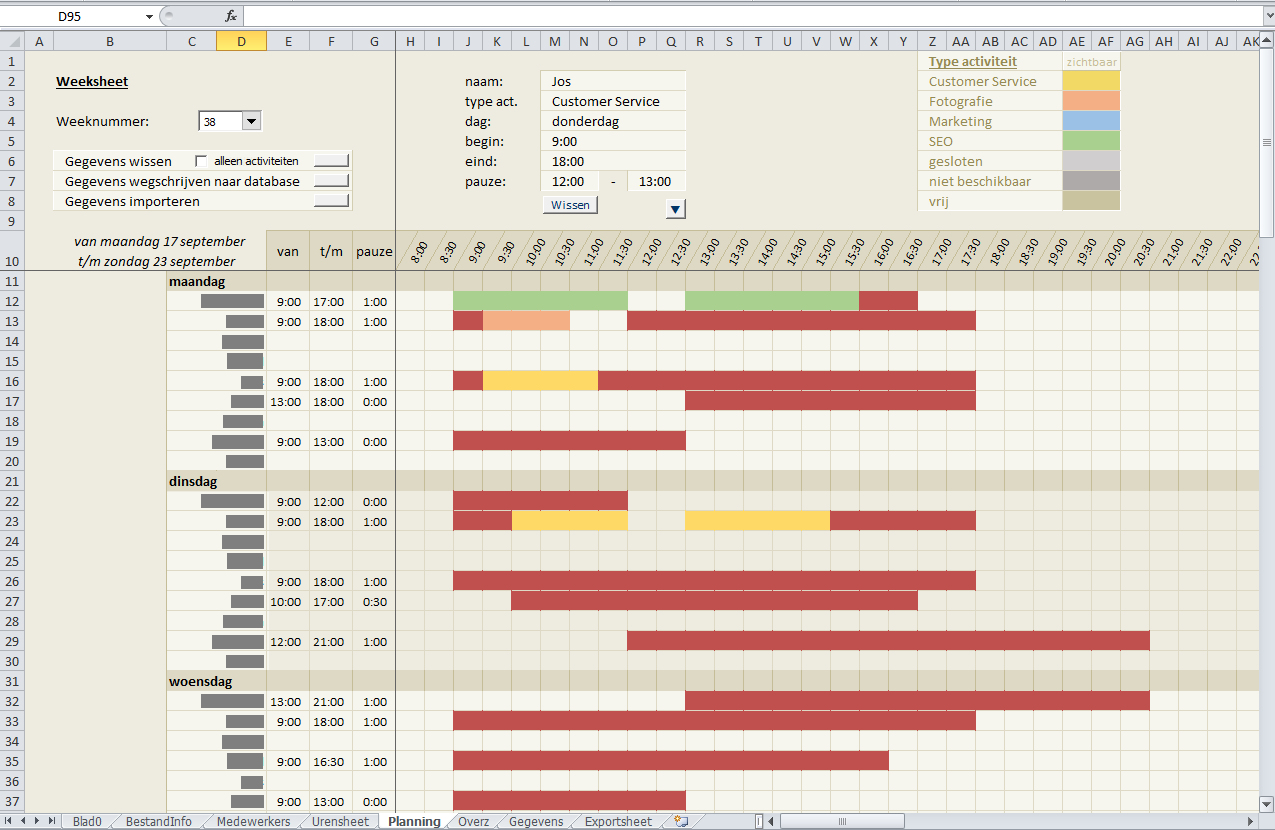 D95 fx
A B C D E F G H I J K L M N O P Q R S T U V W X Y Z AA AB AC AD AE AF AG AH AI AJ AK
1 Type activiteit zichtbaar
2 Weeksheet naam: Jos Customer Service
3 type act. Customer Service Fotografie
4 Weeknummer: 38 dag: donderdag Marketing
5 begin: 9:00 SEO
6 Gegevens wissen alleen activiteiten eind: 18:00 gesloten
7 Gegevens wegschrijven naar database pauze: 12:00 - 13:00 niet beschikbaar
8 Gegevens importeren Wissen vrij
9
van maandag 17 september
10 t/m zondag 23 september van t/m pauze 8:00 8:30 9:00 9:30 10:00 10:30 11:00 11:30 12:00 12:30 13:00 13:30 14:00 14:30 15:00 15:30 16:00 16:30 17:00 17:30 18:00 18:30 19:00 19:30 20:00 20:30 21:00 21:30 22:00
11 maandag
12 9:00 17:00 1:00
13 9:00 18:00 1:00
14
15
16 9:00 18:00 1:00
17 13:00 18:00 0:00
18
19 9:00 13:00 0:00
20
21 dinsdag
22 9:00 12:00 0:00
23 9:00 18:00 1:00
24
25
26 9:00 18:00 1:00
27 10:00 17:00 0:30
28
29 12:00 21:00 1:00
30
31 woensdag
32 13:00 21:00 1:00
33 9:00 18:00 1:00
34
35 9:00 16:30 1:00
36
37 9:00 13:00 0:00
Blad0 BestandInfo Medewerkers Urensheet Planning Overz Gegevens Exportsheet